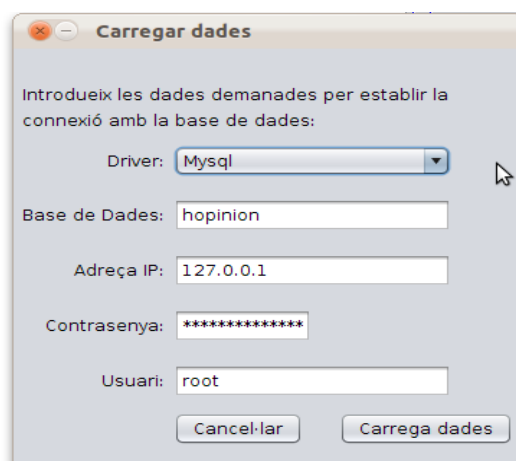 Carregar dades
Introdueix les dades demanades per establir la
connexió amb la base de dades:
Driver: Mysql
Base de Dades: hopinion
Adreça IP: 127.0.0.1
Contrasenya: **************
Usuari: root
Cancel·lar Carrega dades